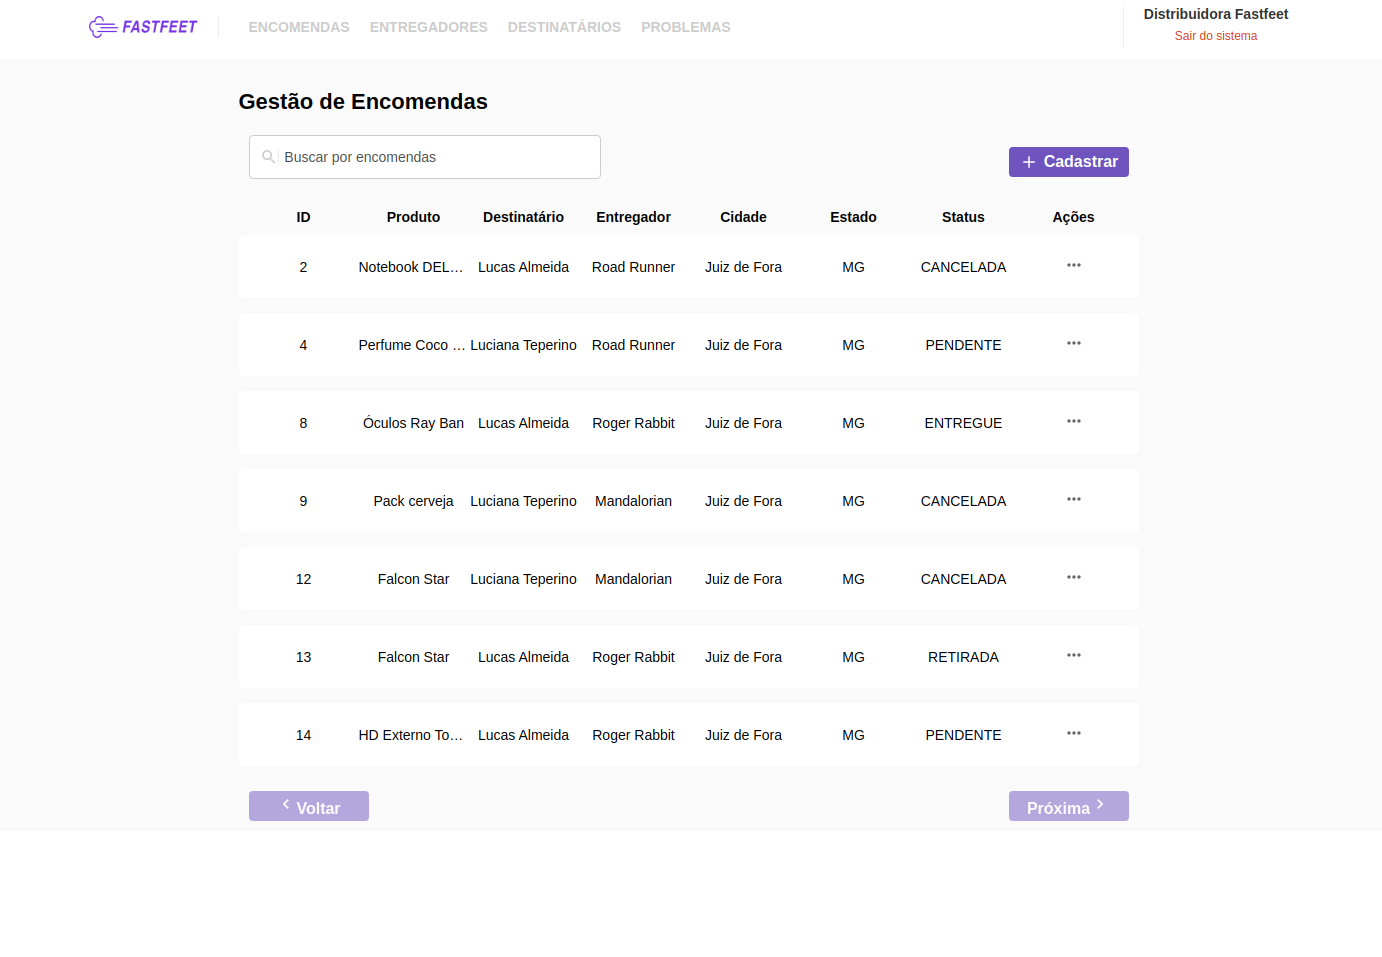 FASTFEET ENCOMENDAS ENTREGADORES DESTINATÁRIOS PROBLEMAS Distribuidora Fastfeet
Sair do sistema
Gestão de Encomendas
Buscar por encomendas
Cadastrar
ID Produto Destinatário Entregador Cidade Estado Status Ações
2 Notebook DEL… Lucas Almeida Road Runner Juiz de Fora MG CANCELADA
4 Perfume Coco … Luciana Teperino Road Runner Juiz de Fora MG PENDENTE
8 Óculos Ray Ban Lucas Almeida Roger Rabbit Juiz de Fora MG ENTREGUE
9 Pack cerveja Luciana Teperino Mandalorian Juiz de Fora MG CANCELADA
12 Falcon Star Luciana Teperino Mandalorian Juiz de Fora MG CANCELADA
13 Falcon Star Lucas Almeida Roger Rabbit Juiz de Fora MG RETIRADA
14 HD Externo To… Lucas Almeida Roger Rabbit Juiz de Fora MG PENDENTE
Voltar Próxima